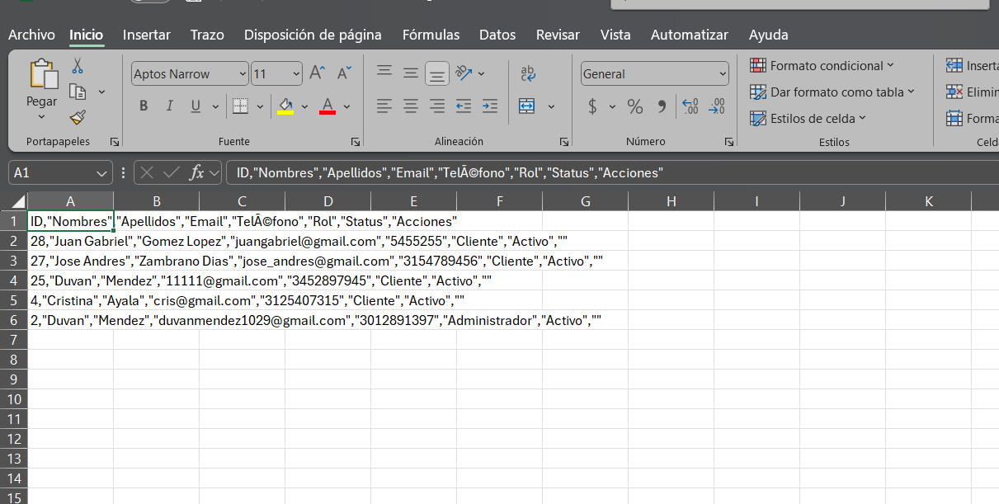 Archivo Inicio Insertar Trazo Disposición de página Fórmulas Datos Revisar Vista Automatizar Ayuda
Pegar
Portapapeles
Aptos Narrow 11 A A
N
B I U A
Fuente
ab
Alineación
General
$ % 00 00
Número
Formato condicional
Dar formato como tabla
Estilos de celda
Estilos
A1 fx ID,"Nombres","Apellidos","Email","TelÃ©fono","Rol","Status","Acciones"
A B C D E F G H I J K
1 ID,"Nombres","Apellidos","Email","TelÃ©fono","Rol","Status","Acciones"
2 28,"Juan Gabriel","Gomez Lopez","juangabriel@gmail.com","5455255","Cliente","Activo",""
3 27,"Jose Andres","Zambrano Dias","jose_andres@gmail.com","3154789456","Cliente","Activo",""
4 25,"Duvan","Mendez","11111@gmail.com","3452897945","Cliente","Activo",""
5 4,"Cristina","Ayala","cris@gmail.com","3125407315","Cliente","Activo",""
6 2,"Duvan","Mendez","duvanmendez1029@gmail.com","3012891397","Administrador","Activo",""
7
8
9
10
11
12
13
14
15